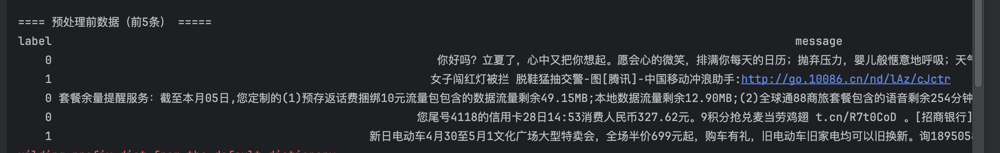 ==== 预处理前数据（前5条） =====
label message
0 你好吗？立夏了，心中又把你想起。愿会心的微笑，排满你每天的日历；抛弃压力，婴儿般惬意地呼吸；天气
1 女子闯红灯被拦 脱鞋猛抽交警-图[腾讯]-中国移动冲浪助手:http://go.10086.cn/nd/lAz/cJctr
0 套餐余量提醒服务：截至本月05日,您定制的(1)预存返话费捆绑10元流量包包含的数据流量剩余49.15MB;本地数据流量剩余12.90MB;(2)全球通88商旅套餐包含的语音剩余254分钟
0 您尾号4118的信用卡28日14:53消费人民币327.62元。9积分抢兑麦当劳鸡翅 t.cn/R7t0CoD 。[招商银行]
1 新日电动车4月30至5月1文化广场大型特卖会，全场半价699元起，购车有礼，旧电动车旧家电均可以旧换新。询189505
uilding prefix dict from the default dictionary